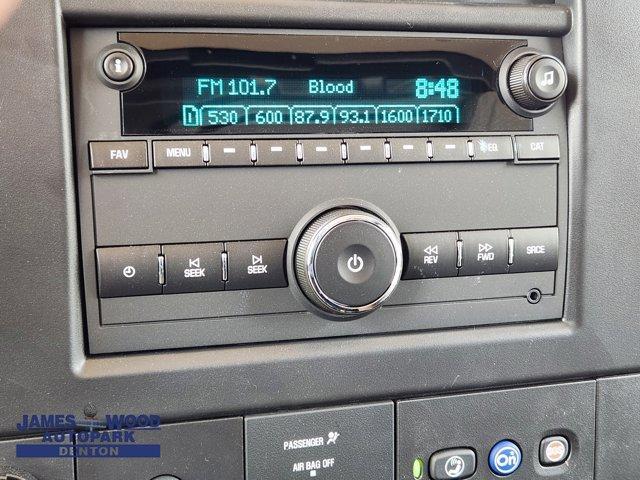 FM 101.7 Blood 8:48
1 530 600 87.9 93.1 1600 1710
FAV MENU EQ CAT
SEEK SEEK REV FWD SRCE
PASSENGER
AIR BAG OFF
On
SOS
JAMES WOOD
AUTOPARK
DENTON